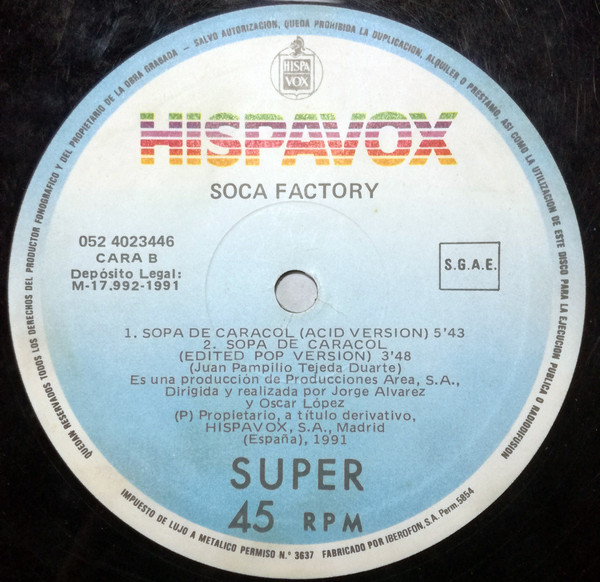 QUEDAN RESERVADOS TODOS LOS DERECHOS DEL PRODUCTOR FONOGRAFICO Y DEL PROPIETARIO DE LA OBRA GRABADA – SALVO AUTORIZACION, QUEDA PROHIBIDA LA DUPLICACION, ALQUILER O PRESTAMO, ASI COMO LA UTILIZACION DE ESTE DISCO PARA LA EJECUCION PUBLICA O RADIODIFUSION
HISPA
VOX
HISPAVOX
SOCA FACTORY
052 4023446
CARA B
Depósito Legal:
M-17.992-1991
S.G.A.E.
1. SOPA DE CARACOL (ACID VERSION) 5'43
2. SOPA DE CARACOL
(EDITED POP VERSION) 3'48
(Juan Pampilio Tejeda Duarte)
Es una producción de Producciones Area, S.A.,
Dirigida y realizada por Jorge Alvarez
y Oscar López
(P) Propietario, a título derivativo,
HISPAVOX, S.A., Madrid
(España), 1991
SUPER
45 RPM
IMPUESTO DE LUJO A METALICO PERMISO N.º 3637 FABRICADO POR IBEROFON, S.A. Perm. 5854